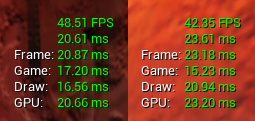 48.51 FPS
20.61 ms
Frame: 20.87 ms
Game: 17.20 ms
Draw: 16.56 ms
GPU: 20.66 ms
42.35 FPS
23.61 ms
Frame: 23.18 ms
Game: 15.23 ms
Draw: 20.94 ms
GPU: 23.20 ms